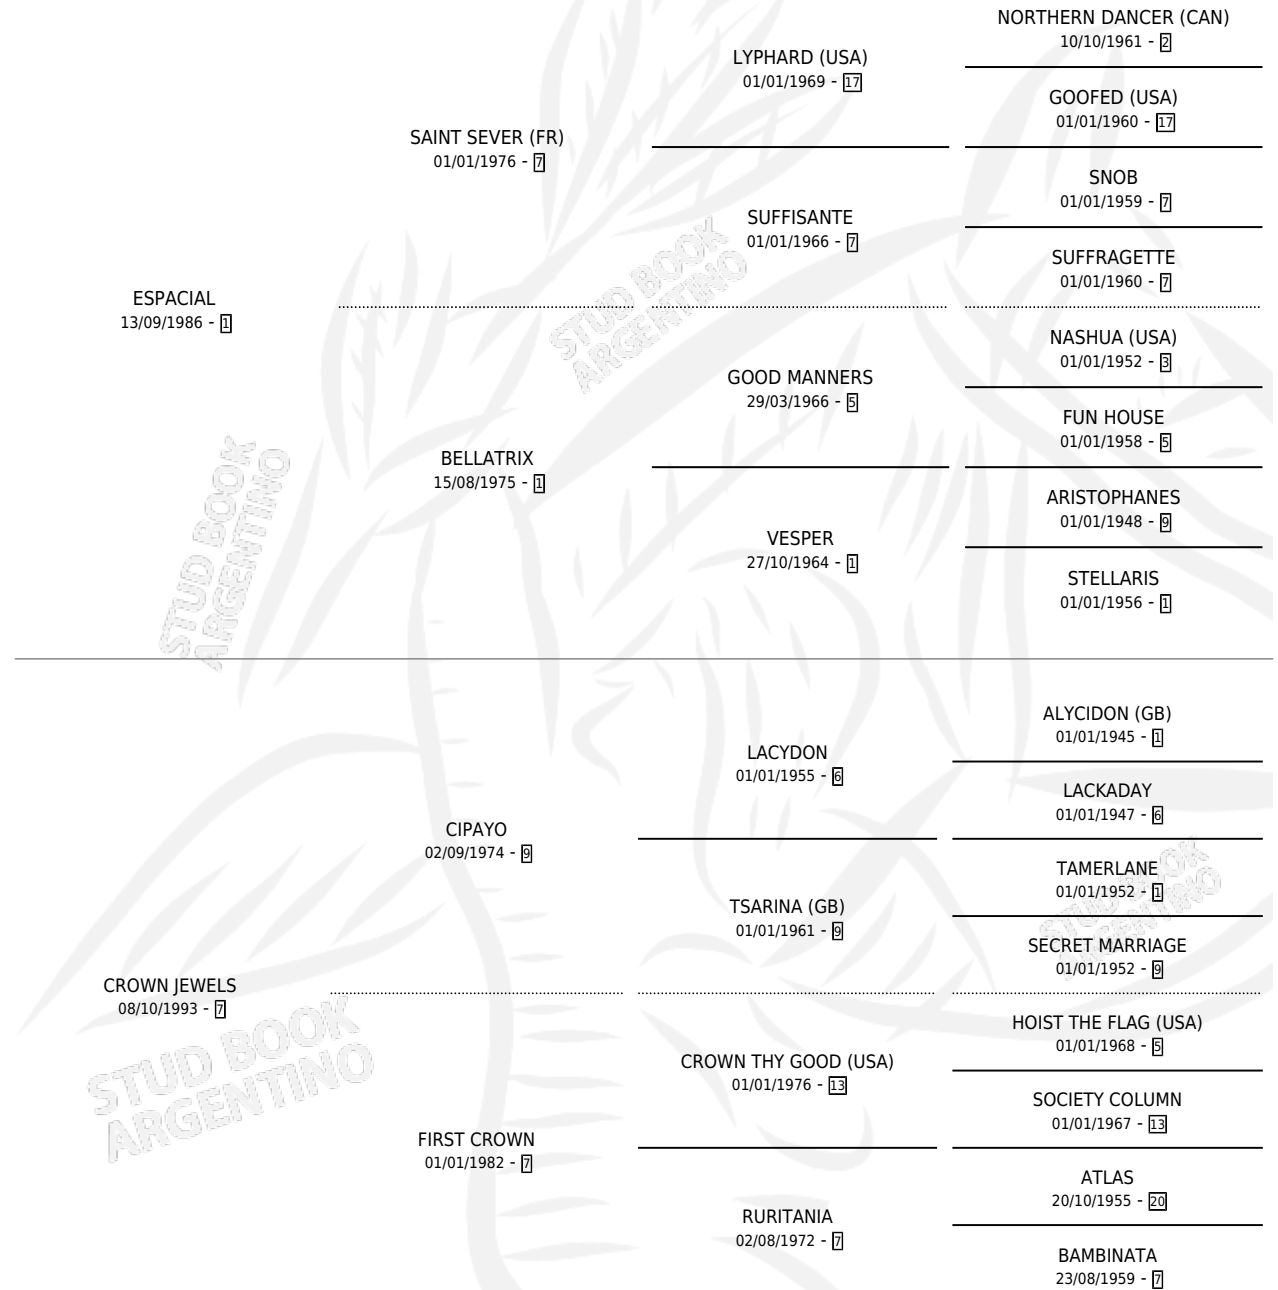 NORTHERN DANCER (CAN)
10/10/1961 - 2
LYPHARD (USA)
01/01/1969 - 17
GOOFED (USA)
01/01/1960 - 17
SAINT SEVER (FR)
01/01/1976 - 7
SNOB
01/01/1959 - 7
SUFFISANTE
01/01/1966 - 7
SUFFRAGETTE
01/01/1960 - 7
ESPACIAL
13/09/1986 - 1
STUD BOOK
ARGENTINO
NASHUA (USA)
01/01/1952 - 3
GOOD MANNERS
29/03/1966 - 5
FUN HOUSE
01/01/1958 - 5
BELLATRIX
15/08/1975 - 1
ARISTOPHANES
01/01/1948 - 9
VESPER
27/10/1964 - 1
STELLARIS
01/01/1956 - 1
STUD BOOK
ARGENTINO
ALYCIDON (GB)
01/01/1945 - 1
LACYDON
01/01/1955 - 6
LACKADAY
01/01/1947 - 6
CIPAYO
02/09/1974 - 9
TAMERLANE
01/01/1952 - 1
TSARINA (GB)
01/01/1961 - 9
SECRET MARRIAGE
01/01/1952 - 9
STUD BOOK
ARGENTINO
CROWN JEWELS
08/10/1993 - 7
HOIST THE FLAG (USA)
01/01/1968 - 5
CROWN THY GOOD (USA)
01/01/1976 - 13
SOCIETY COLUMN
01/01/1967 - 13
FIRST CROWN
01/01/1982 - 7
ATLAS
20/10/1955 - 20
RURITANIA
02/08/1972 - 7
BAMBINATA
23/08/1959 - 7
STUD BOOK
ARGENTINO